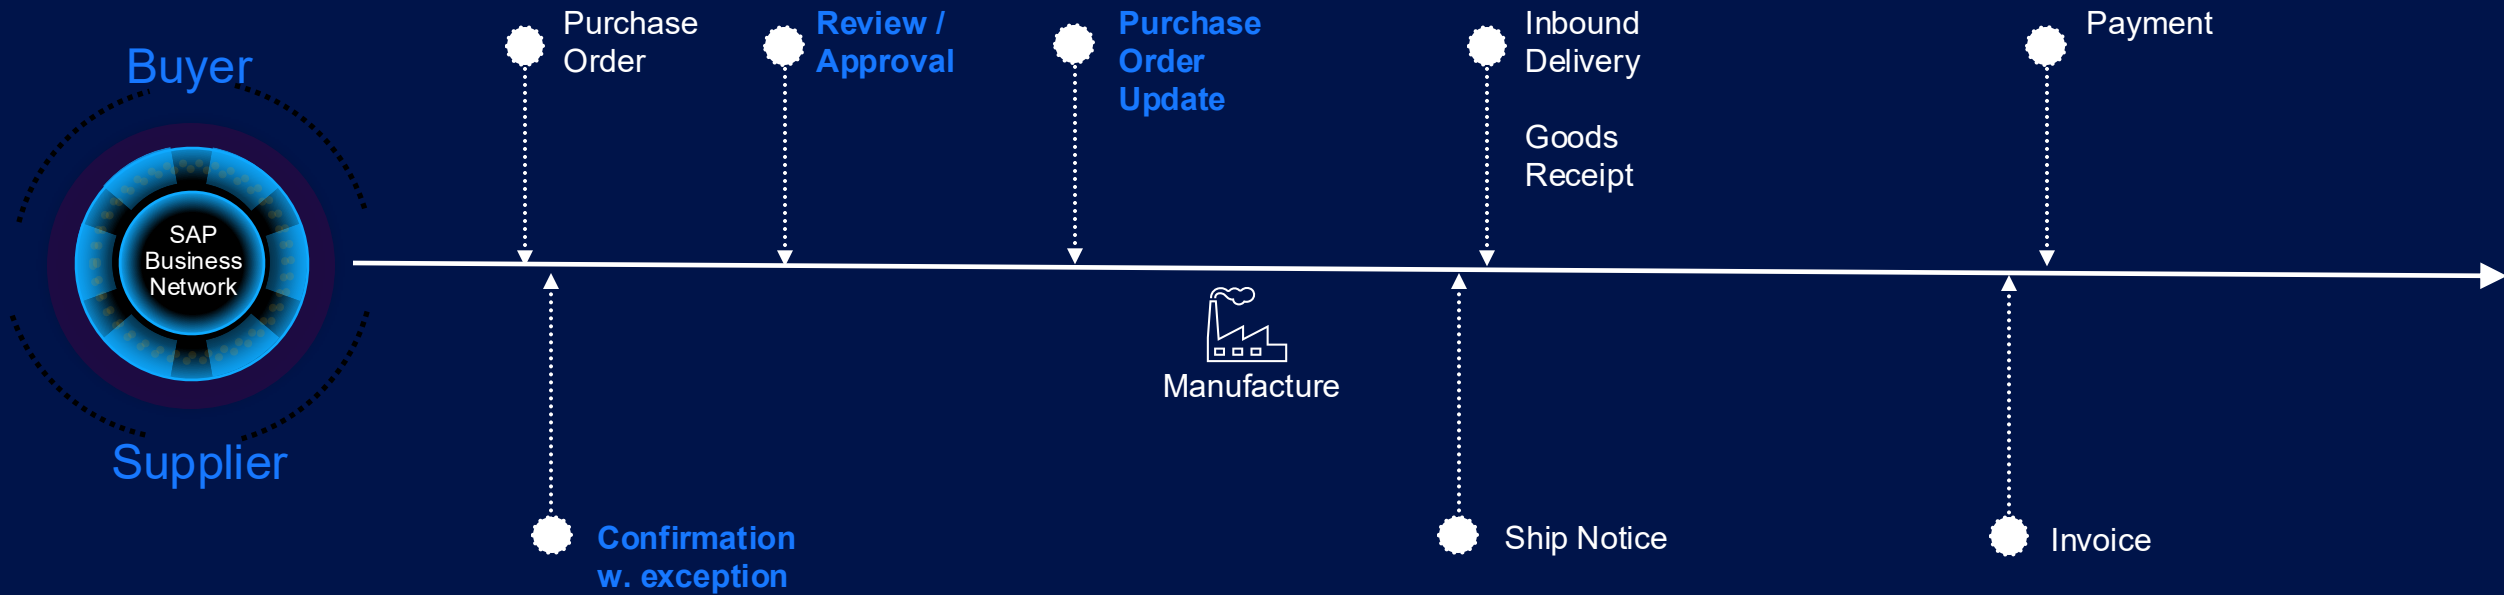 Buyer
SAP
Business
Network
Supplier
Purchase
Order
Review /
Approval
Purchase
Order
Update
Inbound
Delivery
Goods
Receipt
Payment
Manufacture
Confirmation
w. exception
Ship Notice
Invoice